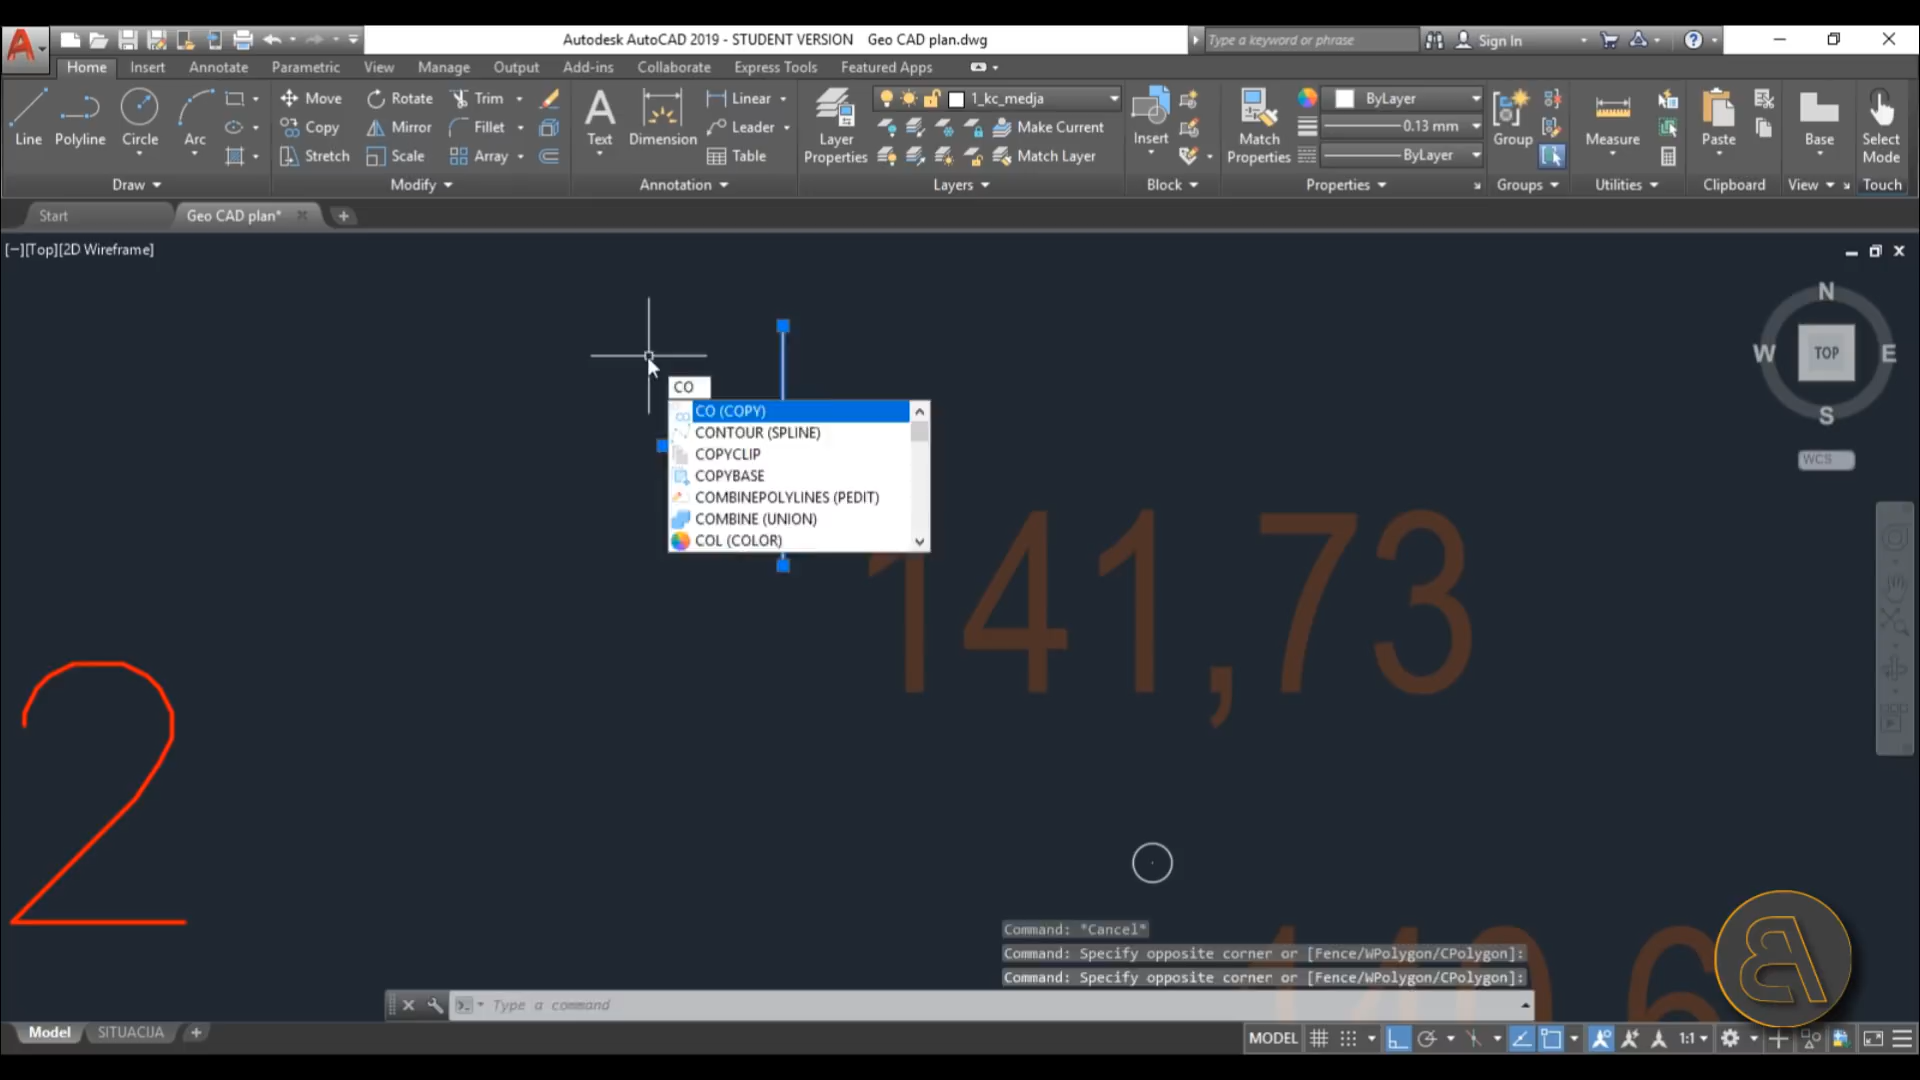 Autodesk AutoCAD 2019 - STUDENT VERSION Geo CAD plan.dwg
Type a keyword or phrase
Sign In
Home Insert Annotate Parametric View Manage Output Add-ins Collaborate Express Tools Featured Apps
Line Polyline Circle Arc
Move Rotate Trim
Copy Mirror Fillet
Stretch Scale Array
Text Dimension
Linear
Leader
Table
Layer Properties
1_kc_medja
Make Current
Match Layer
Insert
Match Properties
ByLayer
0.13 mm
ByLayer
Group
Measure
Paste
Base
Select Mode
Draw Modify Annotation Layers Block Properties Groups Utilities Clipboard View Touch
Start Geo CAD plan*
[−][Top][2D Wireframe]
N
W TOP E
S
WCS
CO
CO (COPY)
CONTOUR (SPLINE)
COPYCLIP
COPYBASE
COMBINEPOLYLINES (PEDIT)
COMBINE (UNION)
COL (COLOR)
141,73
2
Command: *Cancel*
Command: Specify opposite corner or [Fence/WPolygon/CPolygon]:
Command: Specify opposite corner or [Fence/WPolygon/CPolygon]:
Type a command
Model SITUACIJA
MODEL 1:1